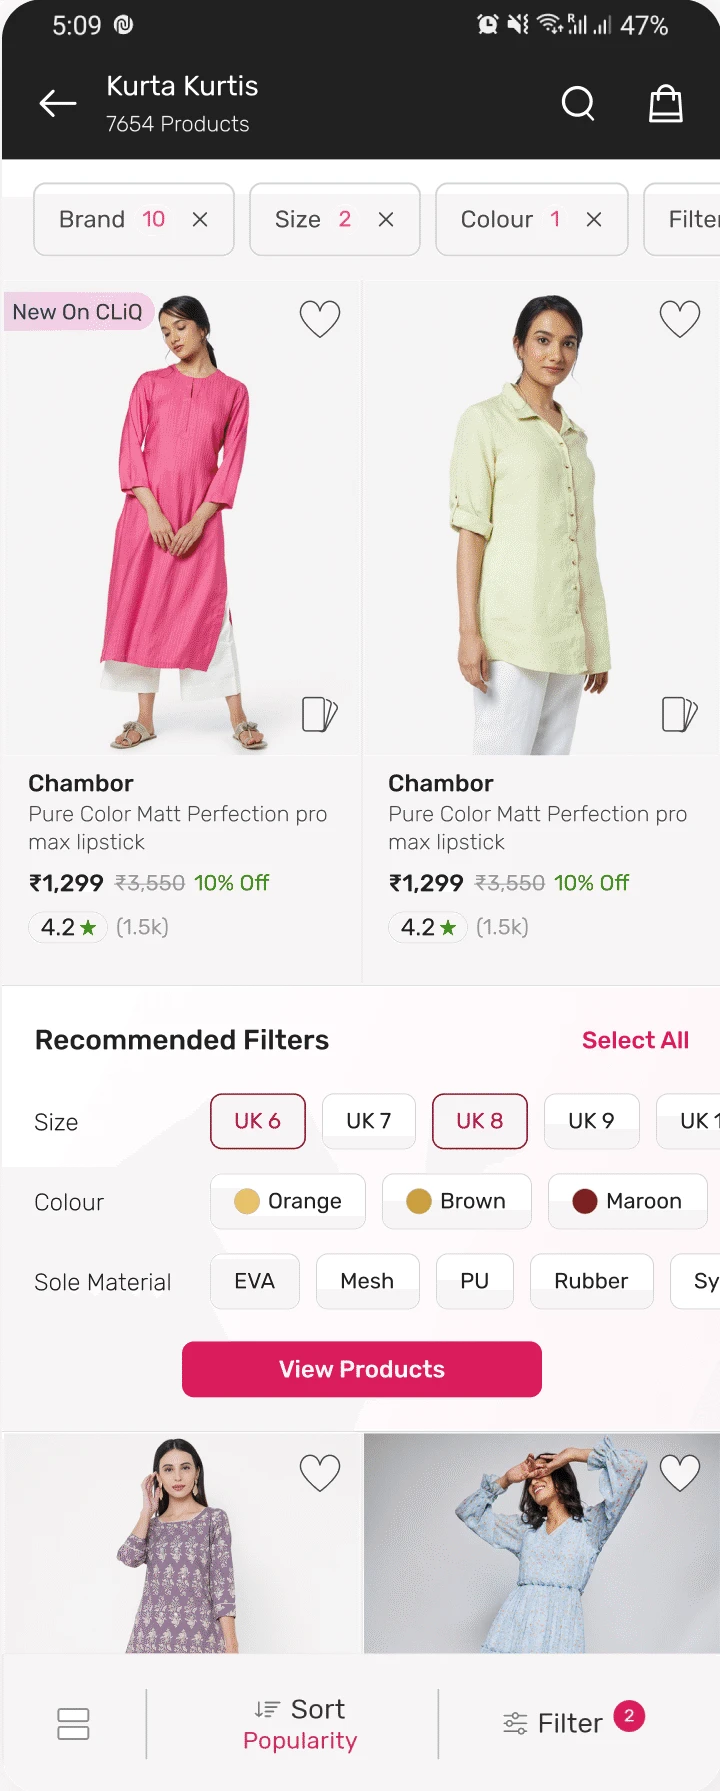 5:09 47%
Kurta Kurtis
7654 Products
Brand 10 Size 2 Colour 1 Filter
New On CLiQ
Chambor
Pure Color Matt Perfection pro
max lipstick
₹1,299 ₹3,550 10% Off
4.2 (1.5k)
Chambor
Pure Color Matt Perfection pro
max lipstick
₹1,299 ₹3,550 10% Off
4.2 (1.5k)
Recommended Filters Select All
Size UK 6 UK 7 UK 8 UK 9 UK 1
Colour Orange Brown Maroon
Sole Material EVA Mesh PU Rubber Sy
View Products
Sort
Popularity
Filter 2